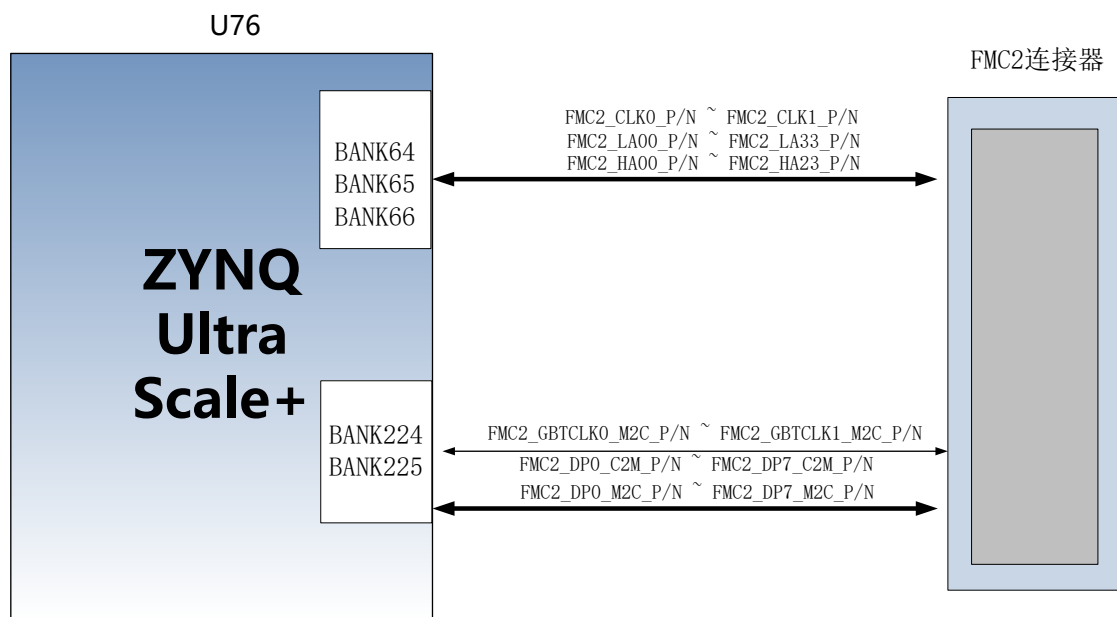 U76
FMC2连接器
FMC2_CLK0_P/N ~ FMC2_CLK1_P/N
FMC2_LA00_P/N ~ FMC2_LA33_P/N
FMC2_HA00_P/N ~ FMC2_HA23_P/N
BANK64
BANK65
BANK66
ZYNQ
Ultra
Scale+
BANK224
BANK225
FMC2_GBTCLK0_M2C_P/N ~ FMC2_GBTCLK1_M2C_P/N
FMC2_DP0_C2M_P/N ~ FMC2_DP7_C2M_P/N
FMC2_DP0_M2C_P/N ~ FMC2_DP7_M2C_P/N